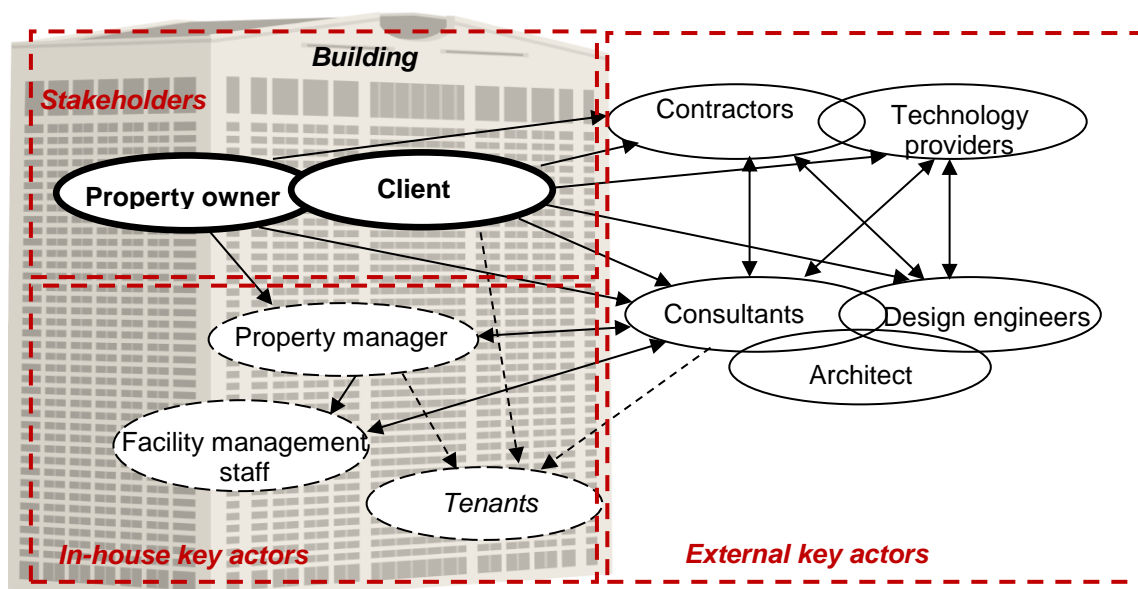 Building
Stakeholders
Contractors
Technology
providers
Property owner
Client
Property manager
Consultants
Design engineers
Architect
Facility management
staff
Tenants
In-house key actors
External key actors